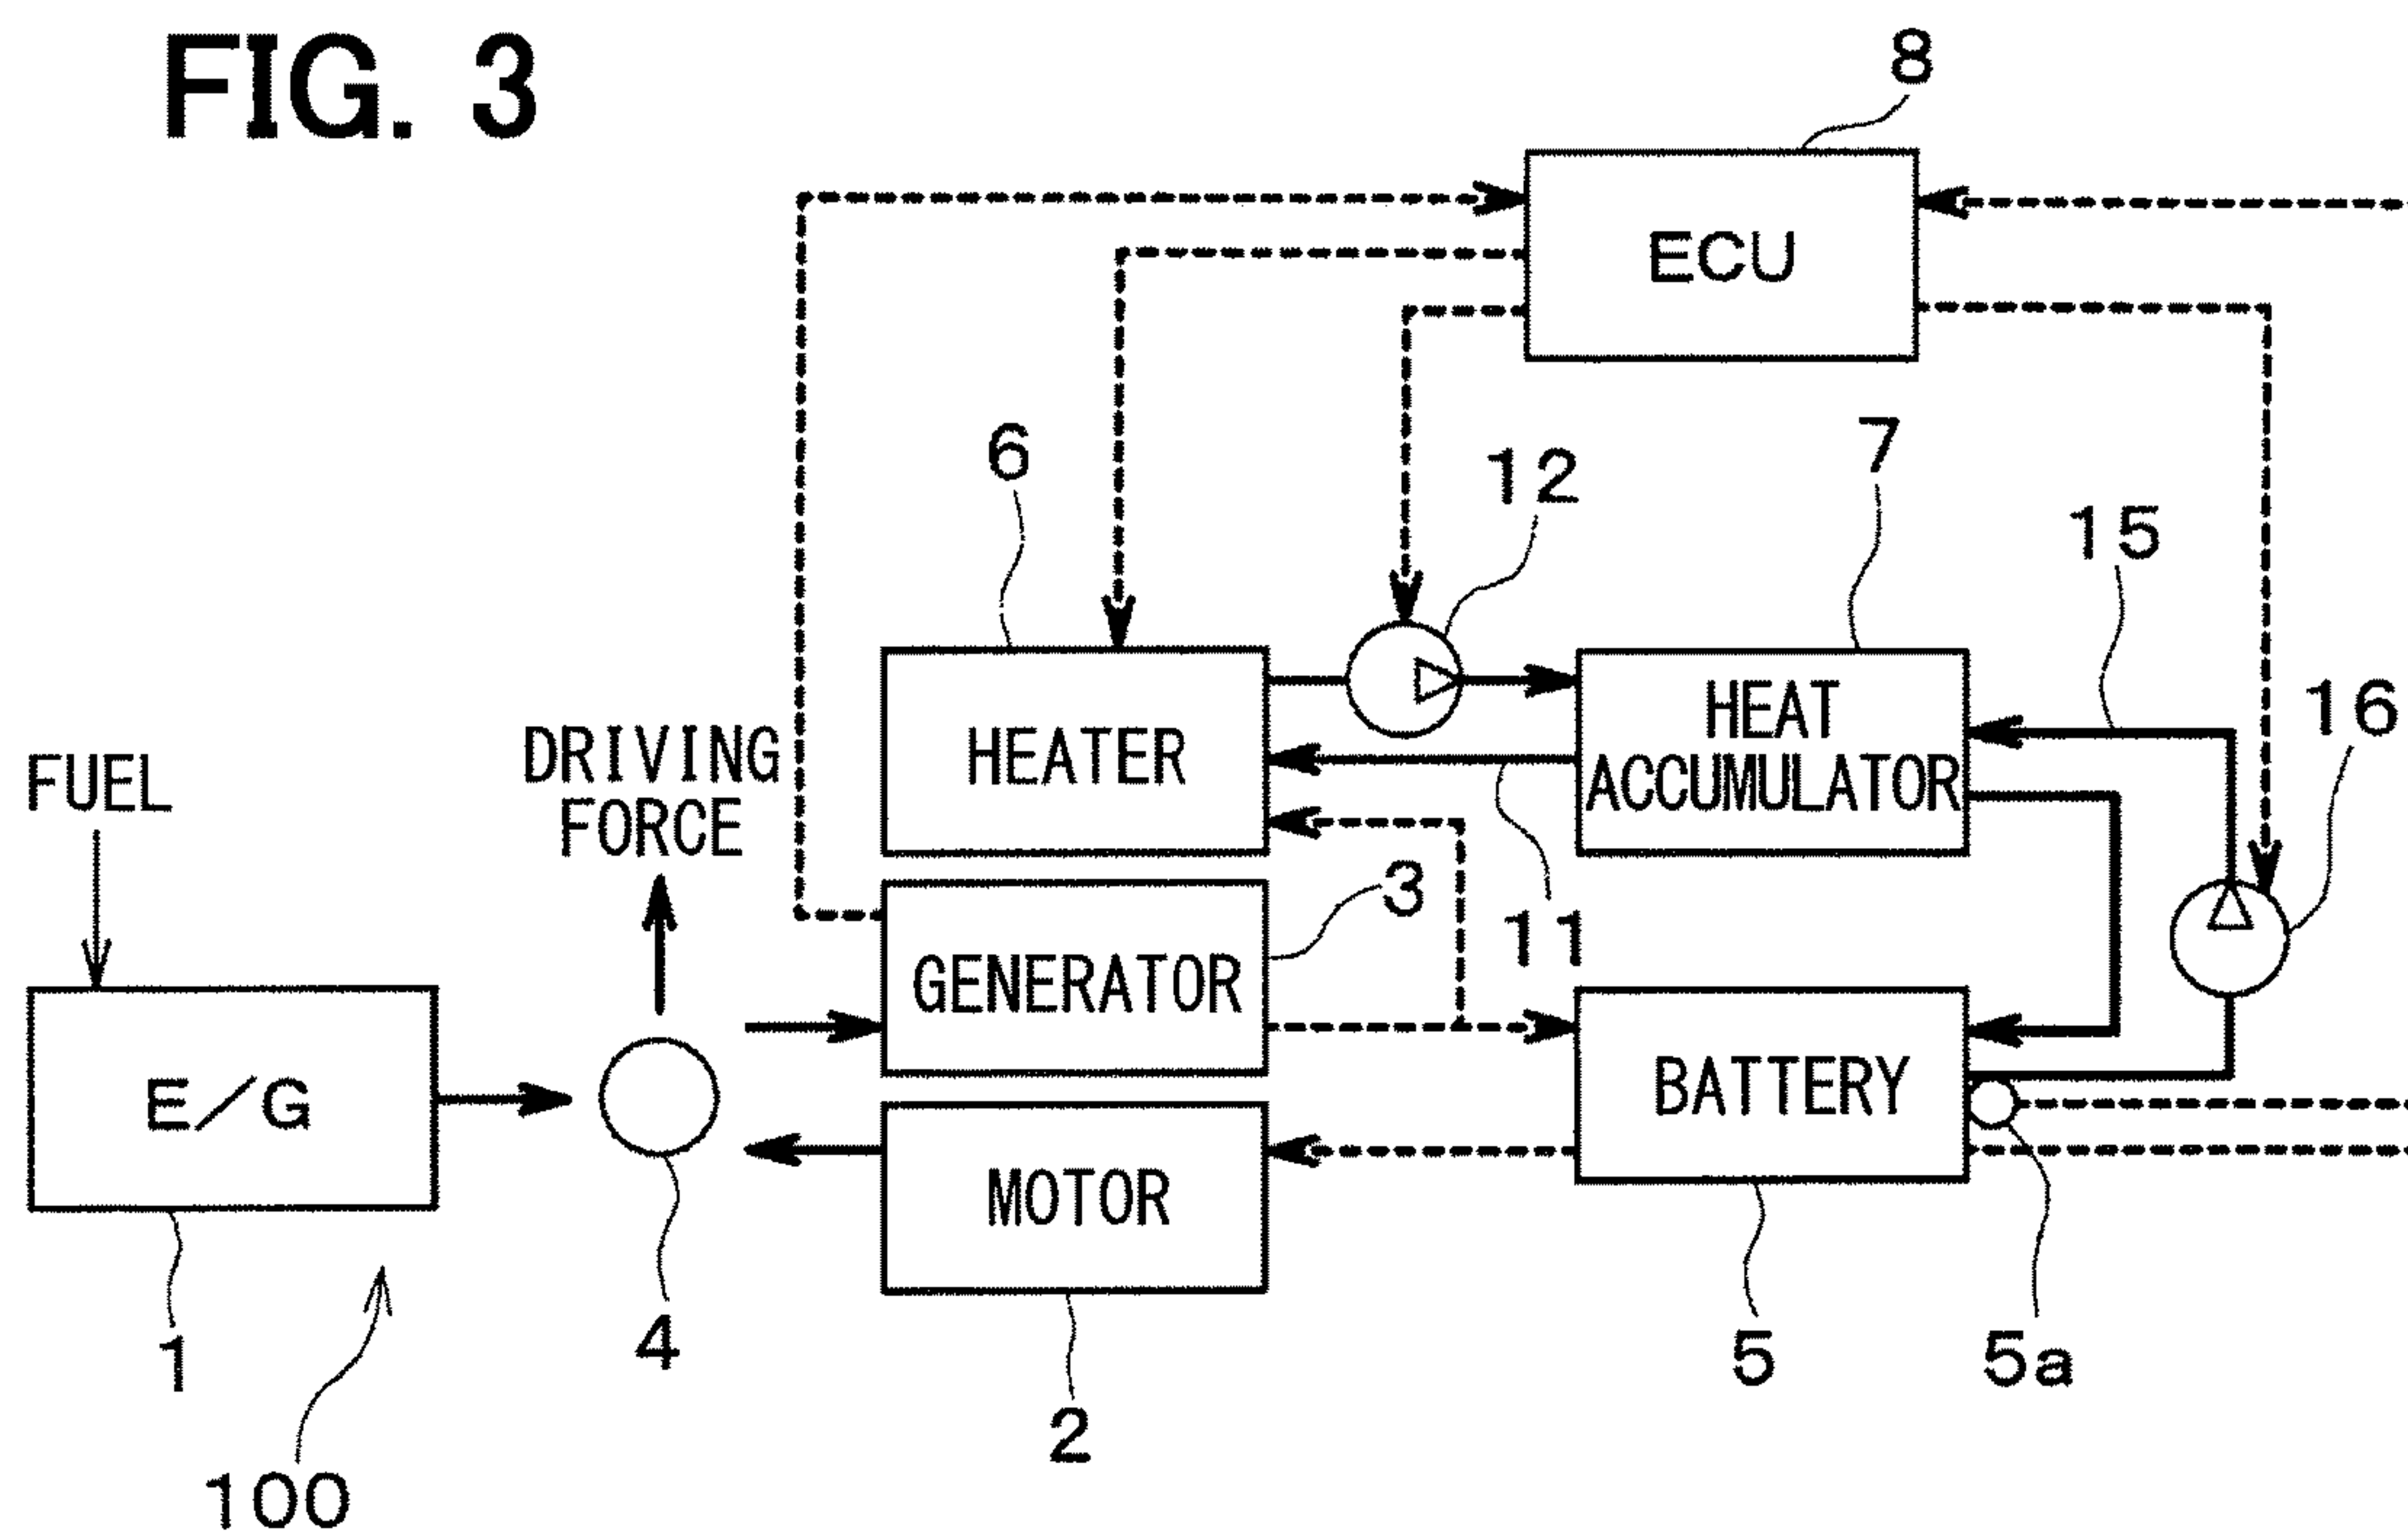 FIG. 3
8
ECU
6
12
7
15
16
HEATER
HEAT
ACCUMULATOR
DRIVING
FORCE
FUEL
3
11
GENERATOR
E/G
BATTERY
MOTOR
1
4
2
5
5a
100